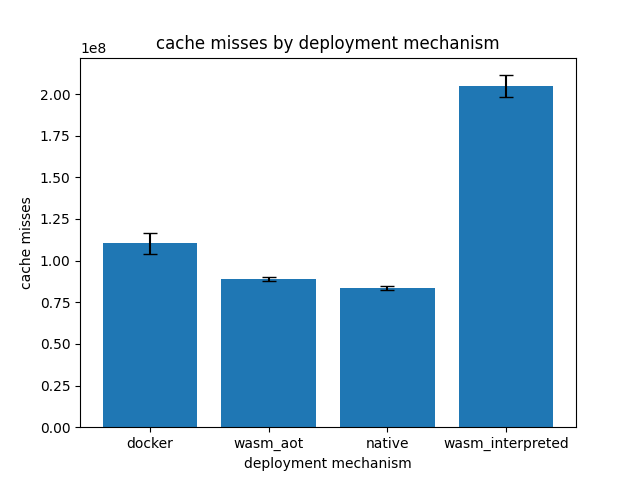 cache misses by deployment mechanism
1e8
2.00
1.75
1.50
1.25
1.00
0.75
0.50
0.25
0.00
cache misses
docker wasm_aot native wasm_interpreted
deployment mechanism